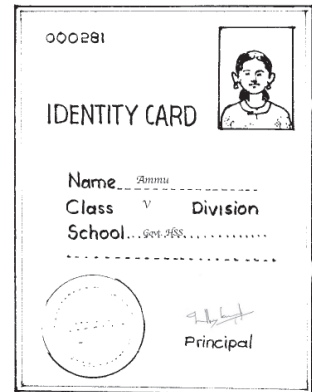 000281
IDENTITY CARD
Name Ammu
Class V Division
School Govt. HSS
Principal